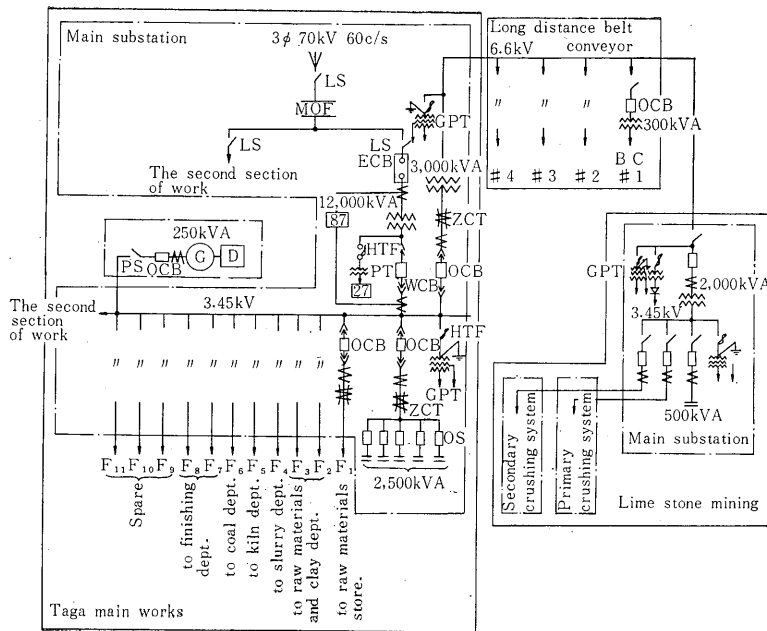 Main substation
3φ 70kV 60c/s
LS
MOF
LS
The second section
of work
LS
ECB
GPT
3,000kVA
12,000kVA
87
ZCT
HTF
PT
27
OCB
WCB
250kVA
PS
OCB
G
D
The second
section
of work
3.45kV
OCB
OCB
HTF
GPT
ZCT
OS
2,500kVA
〃 〃 〃 〃 〃 〃 〃 〃 〃 〃
F11 F10 F9 F8 F7 F6 F5 F4 F3 F2 F1
Spare
to finishing
dept.
to coal dept.
to kiln dept.
to slurry dept.
to raw materials
and clay dept.
to raw materials
store.
Taga main works
Long distance belt
conveyor
6.6kV
〃 〃 〃
OCB
300kVA
B C
#4 #3 #2 #1
GPT
2,000kVA
3.45kV
500kVA
Main substation
Secondary
crushing system
Primary
crushing system
Lime stone mining